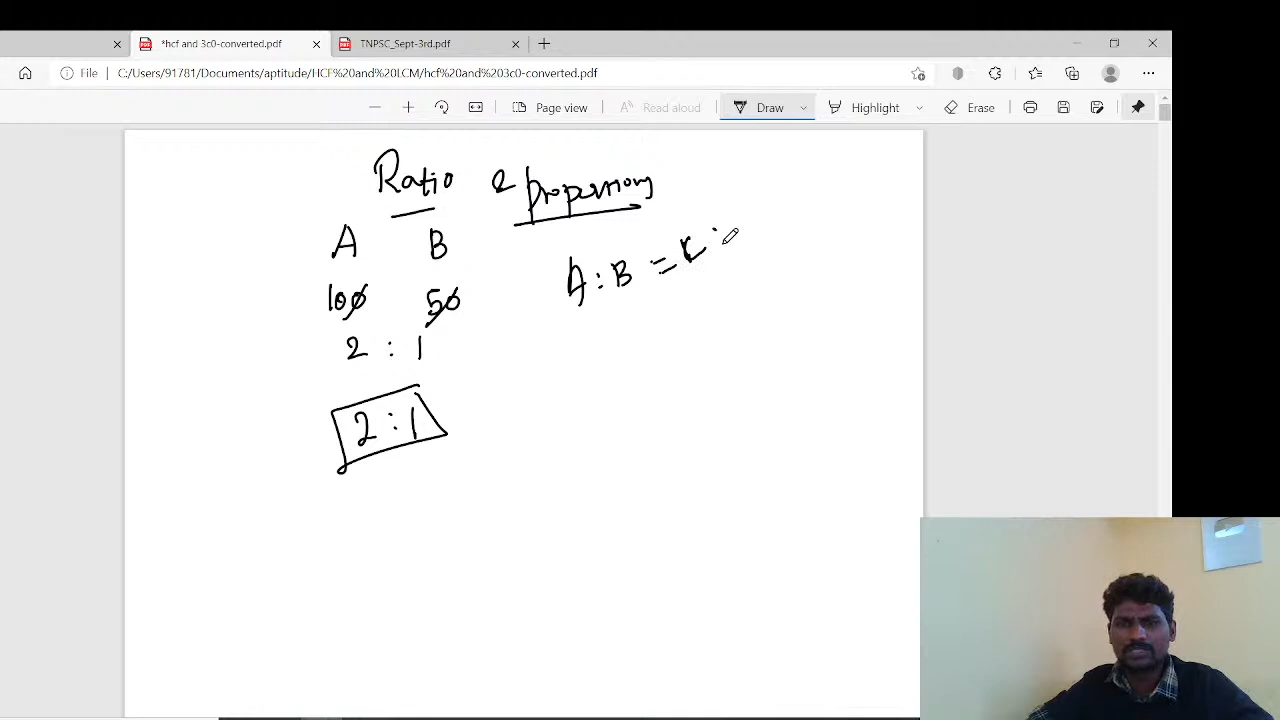 *hcf and 3c0-converted.pdf
TNPSC_Sept-3rd.pdf
File C:/Users/91781/Documents/aptitude/HCF%20and%20LCM/hcf%20and%203c0-converted.pdf
Page view Read aloud Draw Highlight Erase
Ratio & Propersions
A B
A:B = C:
100 50
2 : 1
2 : 1